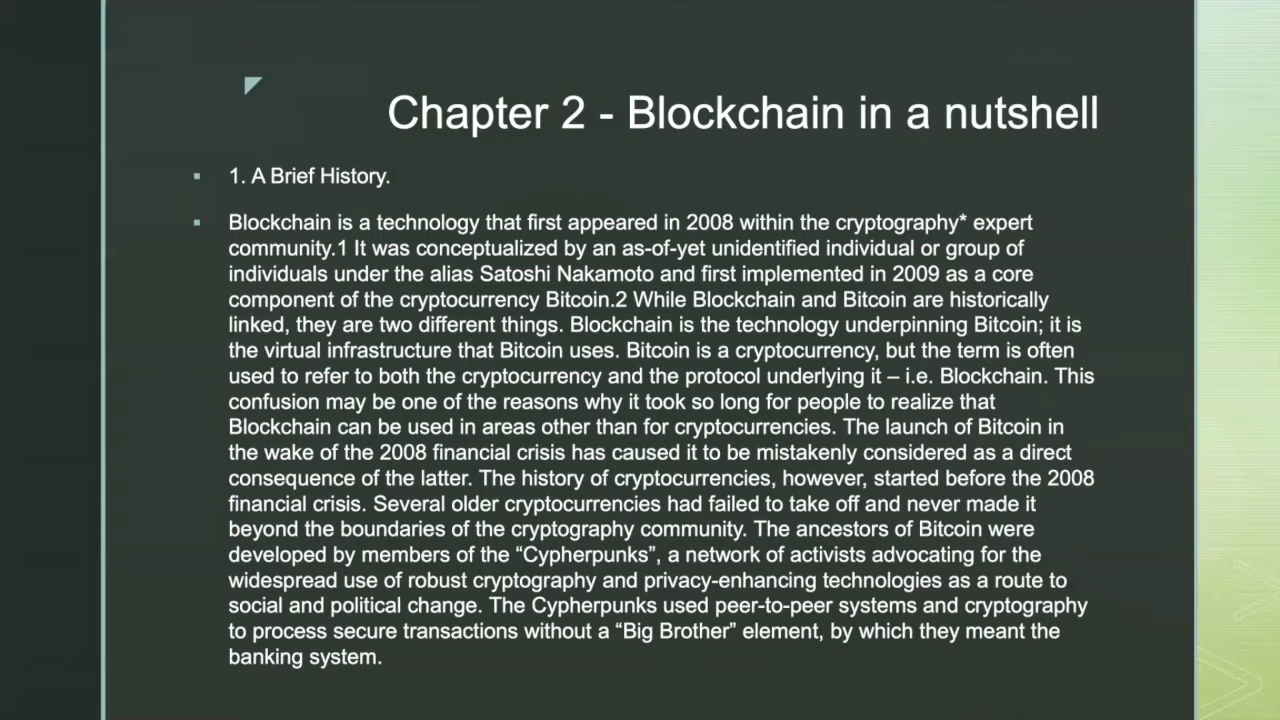 Chapter 2 - Blockchain in a nutshell
1. A Brief History.
Blockchain is a technology that first appeared in 2008 within the cryptography* expert
community.1 It was conceptualized by an as-of-yet unidentified individual or group of
individuals under the alias Satoshi Nakamoto and first implemented in 2009 as a core
component of the cryptocurrency Bitcoin.2 While Blockchain and Bitcoin are historically
linked, they are two different things. Blockchain is the technology underpinning Bitcoin; it is
the virtual infrastructure that Bitcoin uses. Bitcoin is a cryptocurrency, but the term is often
used to refer to both the cryptocurrency and the protocol underlying it – i.e. Blockchain. This
confusion may be one of the reasons why it took so long for people to realize that
Blockchain can be used in areas other than for cryptocurrencies. The launch of Bitcoin in
the wake of the 2008 financial crisis has caused it to be mistakenly considered as a direct
consequence of the latter. The history of cryptocurrencies, however, started before the 2008
financial crisis. Several older cryptocurrencies had failed to take off and never made it
beyond the boundaries of the cryptography community. The ancestors of Bitcoin were
developed by members of the “Cypherpunks”, a network of activists advocating for the
widespread use of robust cryptography and privacy-enhancing technologies as a route to
social and political change. The Cypherpunks used peer-to-peer systems and cryptography
to process secure transactions without a “Big Brother” element, by which they meant the
banking system.